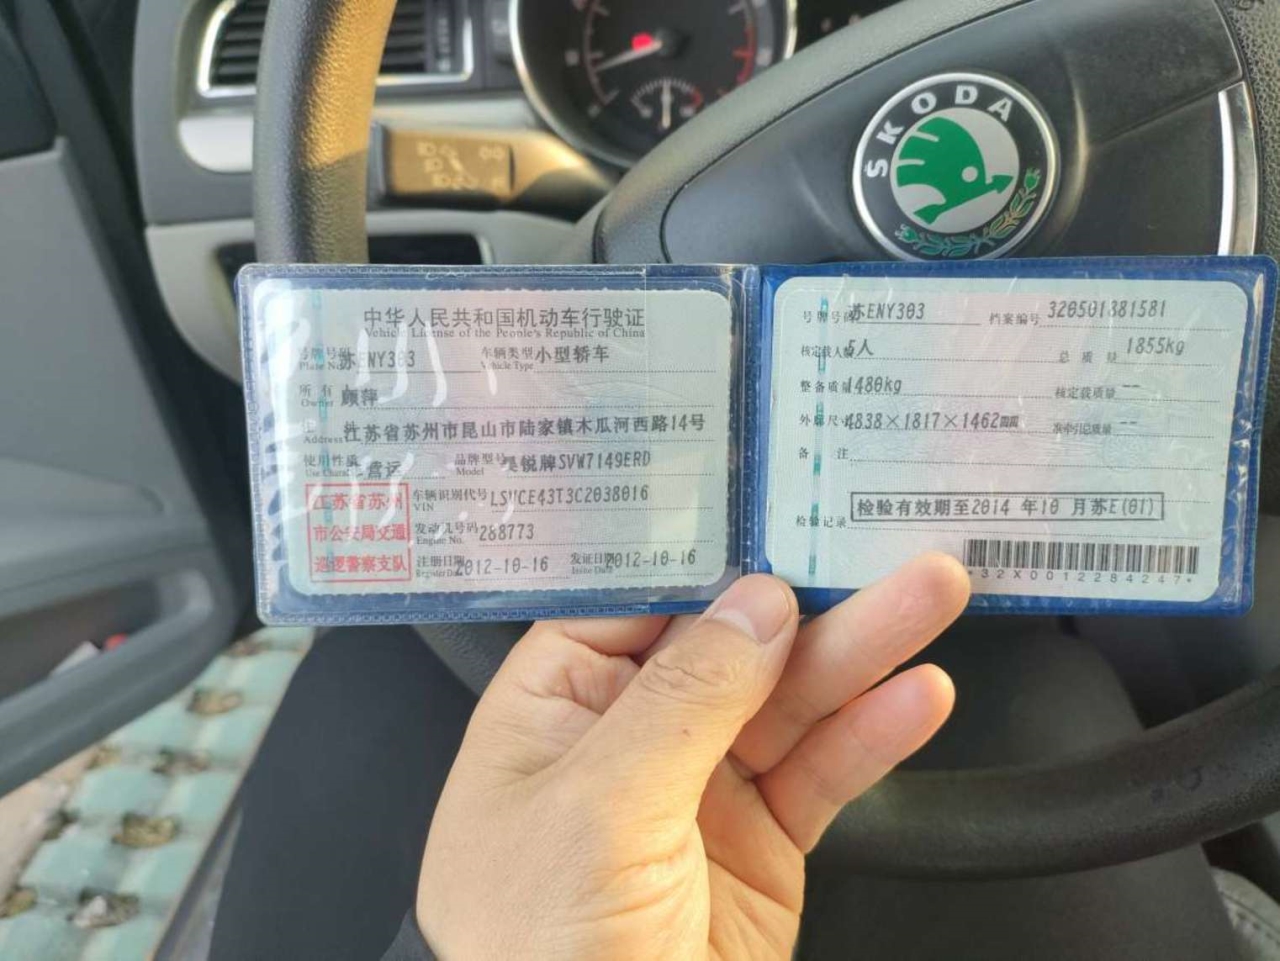 ŠKODA
中华人民共和国机动车行驶证
Vehicle License of the People's Republic of China
号牌号码 苏ENY303 车辆类型 小型轿车
Plate No. Vehicle Type
所有 顾萍
Owner
住 址 江苏省苏州市昆山市陆家镇木瓜河西路14号
Address
使用性质 营运 品牌型号 昊锐牌SVW7149ERD
Use Model
江苏省苏州
市公安局交通
巡逻警察支队
车辆识别代号 LSVCE43T3C2038016
VIN
发动机号码 288773
Engine No.
注册日期 2012-10-16 发证日期 2012-10-16
Register Date Issue Date
号牌号码 苏ENY303 档案编号 320501881581
核定载人数 5人 总质量 1855kg
整备质量 1480kg 核定载质量 --
外廓尺寸 4838×1817×1462mm 准牵引总质量 --
备 注
检验记录 检验有效期至2014 年10 月苏E(01)
*32X0012284247*